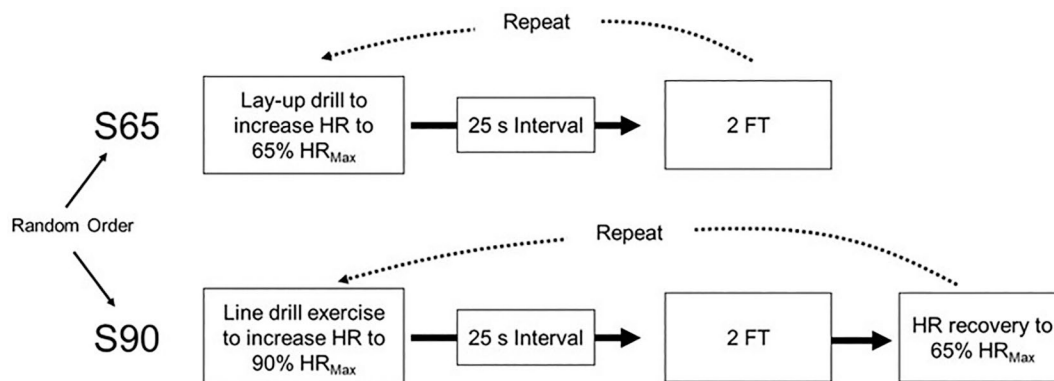 Repeat
S65
Lay-up drill to
increase HR to
65% HRMax
25 s Interval
2 FT
Random Order
Repeat
S90
Line drill exercise
to increase HR to
90% HRMax
25 s Interval
2 FT
HR recovery to
65% HRMax